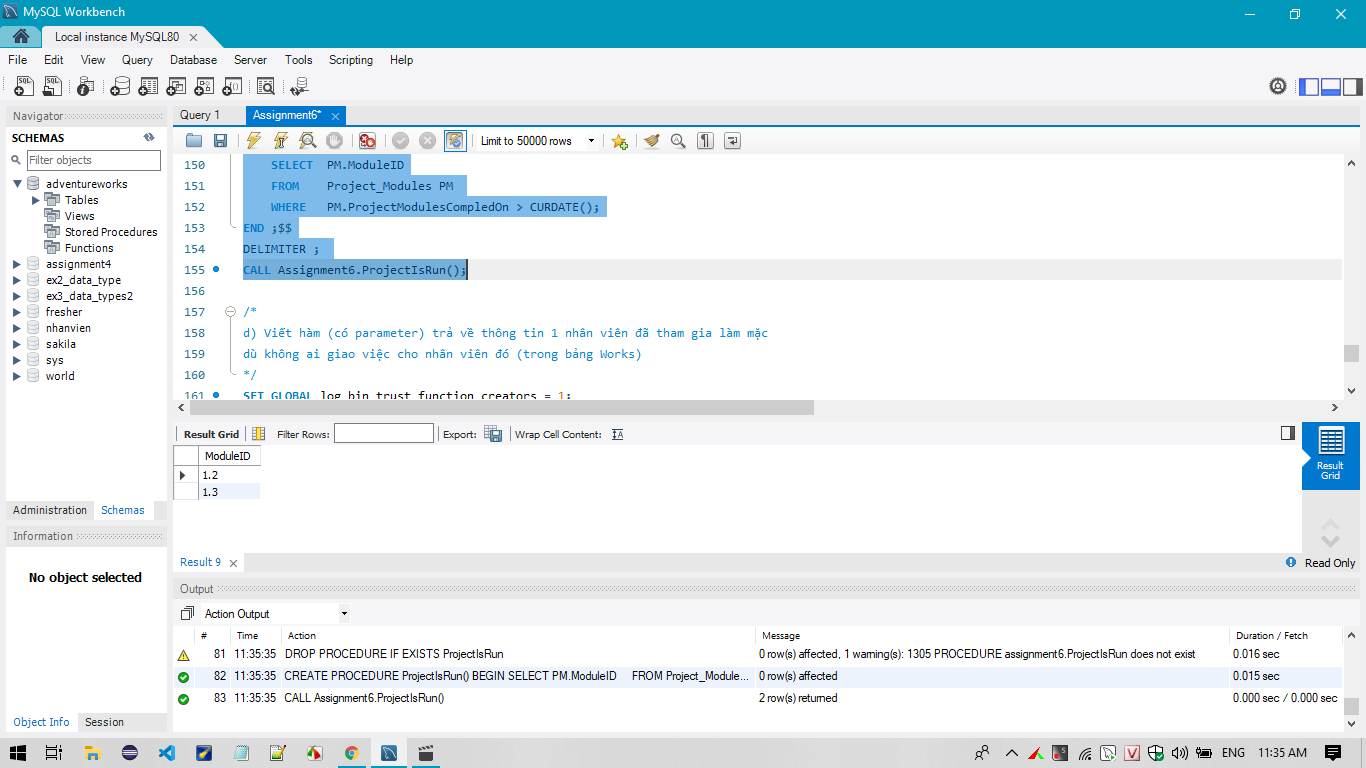 MySQL Workbench
Local instance MySQL80
File Edit View Query Database Server Tools Scripting Help
Navigator
SCHEMAS
Filter objects
adventureworks
Tables
Views
Stored Procedures
Functions
assignment4
ex2_data_type
ex3_data_types2
fresher
nhanvien
sakila
sys
world
Administration Schemas
Information
No object selected
Object Info Session
Query 1 Assignment6*
Limit to 50000 rows
150 SELECT PM.ModuleID
151 FROM Project_Modules PM
152 WHERE PM.ProjectModulesCompledOn > CURDATE();
153 END ;$$
154 DELIMITER ;
155 CALL Assignment6.ProjectIsRun();
156
157 /*
158 d) Viết hàm (có parameter) trả về thông tin 1 nhân viên đã tham gia làm mặc
159 dù không ai giao việc cho nhân viên đó (trong bảng Works)
160 */
161 SET GLOBAL log_bin_trust_function_creators = 1;
Result Grid Filter Rows: Export: Wrap Cell Content:
ModuleID
1.2
1.3
Result Grid
Result 9
Read Only
Output
Action Output
# Time Action Message Duration / Fetch
81 11:35:35 DROP PROCEDURE IF EXISTS ProjectIsRun 0 row(s) affected, 1 warning(s): 1305 PROCEDURE assignment6.ProjectIsRun does not exist 0.016 sec
82 11:35:35 CREATE PROCEDURE ProjectIsRun() BEGIN SELECT PM.ModuleID FROM Project_Module... 0 row(s) affected 0.015 sec
83 11:35:35 CALL Assignment6.ProjectIsRun() 2 row(s) returned 0.000 sec / 0.000 sec
ENG 11:35 AM